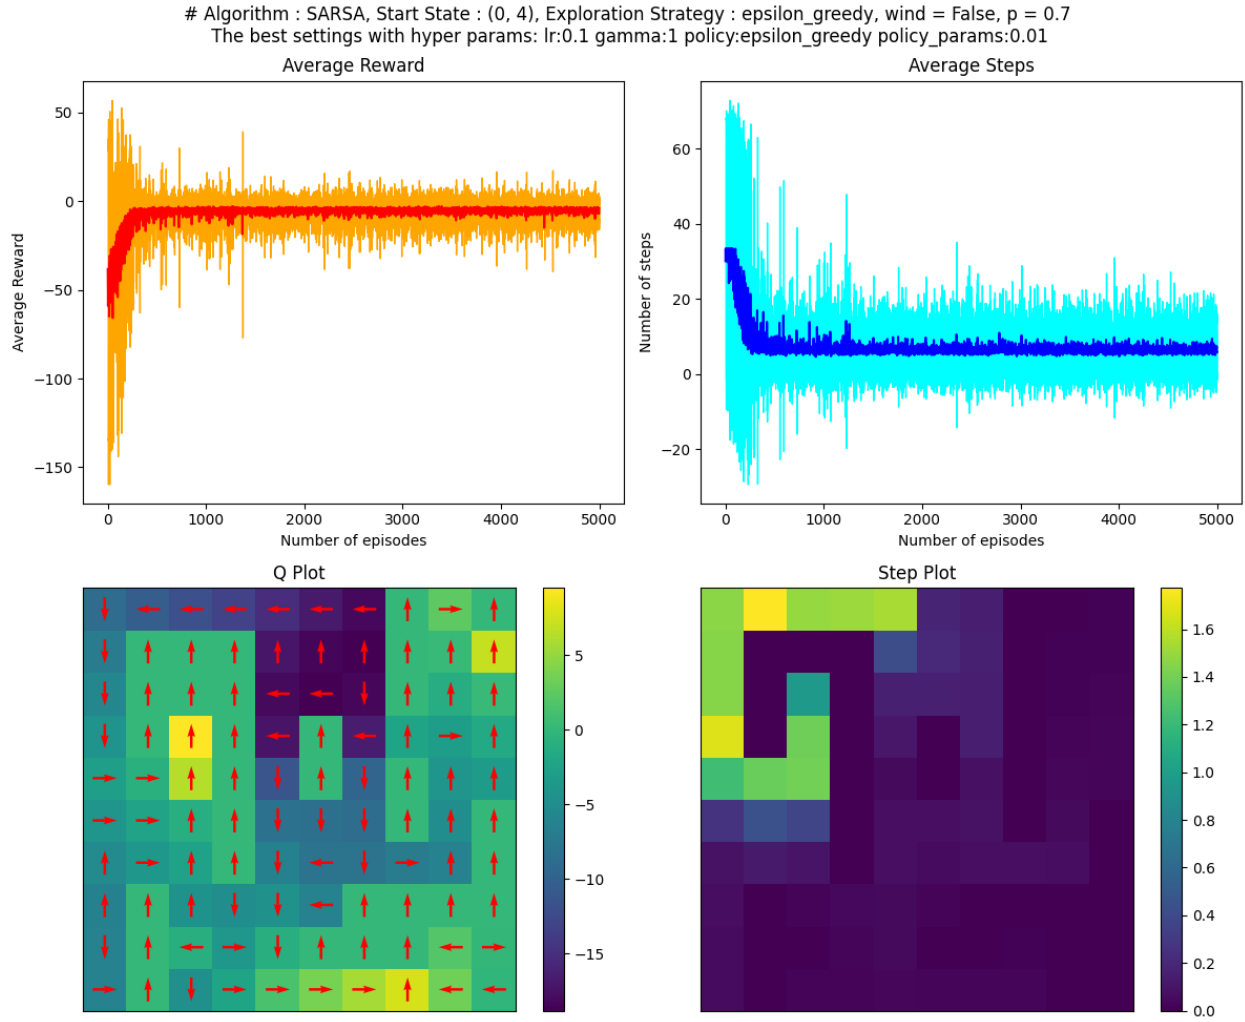 # Algorithm : SARSA, Start State : (0, 4), Exploration Strategy : epsilon_greedy, wind = False, p = 0.7
The best settings with hyper params: lr:0.1 gamma:1 policy:epsilon_greedy policy_params:0.01
Average Reward
50
0
−50
−100
−150
Average Reward
0 1000 2000 3000 4000 5000
Number of episodes
Average Steps
60
40
20
0
−20
Number of steps
0 1000 2000 3000 4000 5000
Number of episodes
Q Plot
5
0
−5
−10
−15
Step Plot
1.6
1.4
1.2
1.0
0.8
0.6
0.4
0.2
0.0